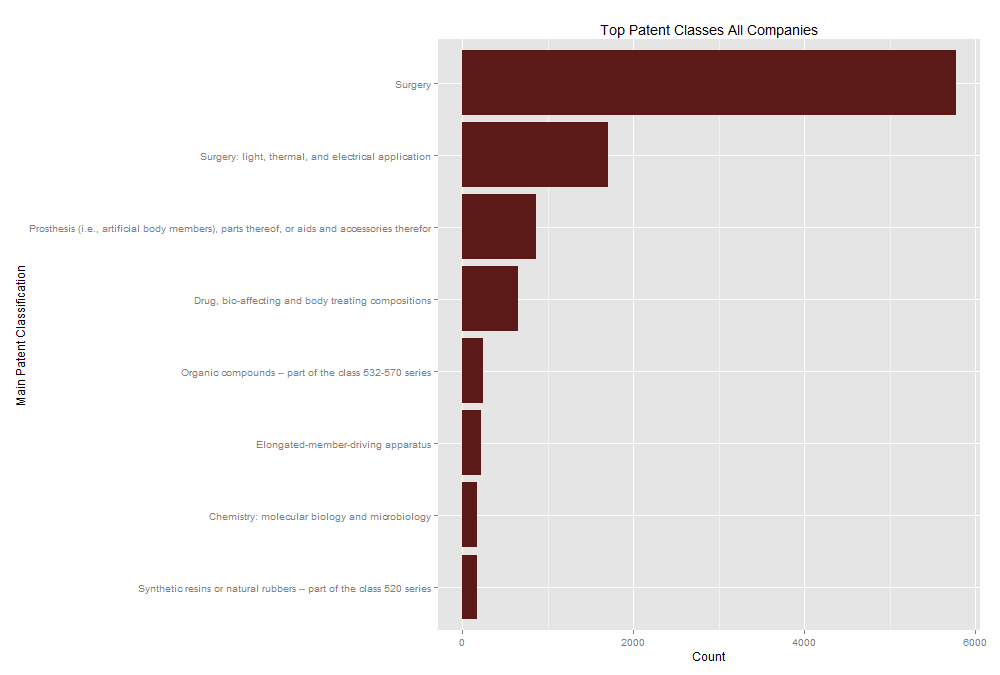 Top Patent Classes All Companies
Surgery
Surgery: light, thermal, and electrical application
Prosthesis (i.e., artificial body members), parts thereof, or aids and accessories therefor
Drug, bio-affecting and body treating compositions
Organic compounds -- part of the class 532-570 series
Elongated-member-driving apparatus
Chemistry: molecular biology and microbiology
Synthetic resins or natural rubbers -- part of the class 520 series
Main Patent Classification
0 2000 4000 6000
Count